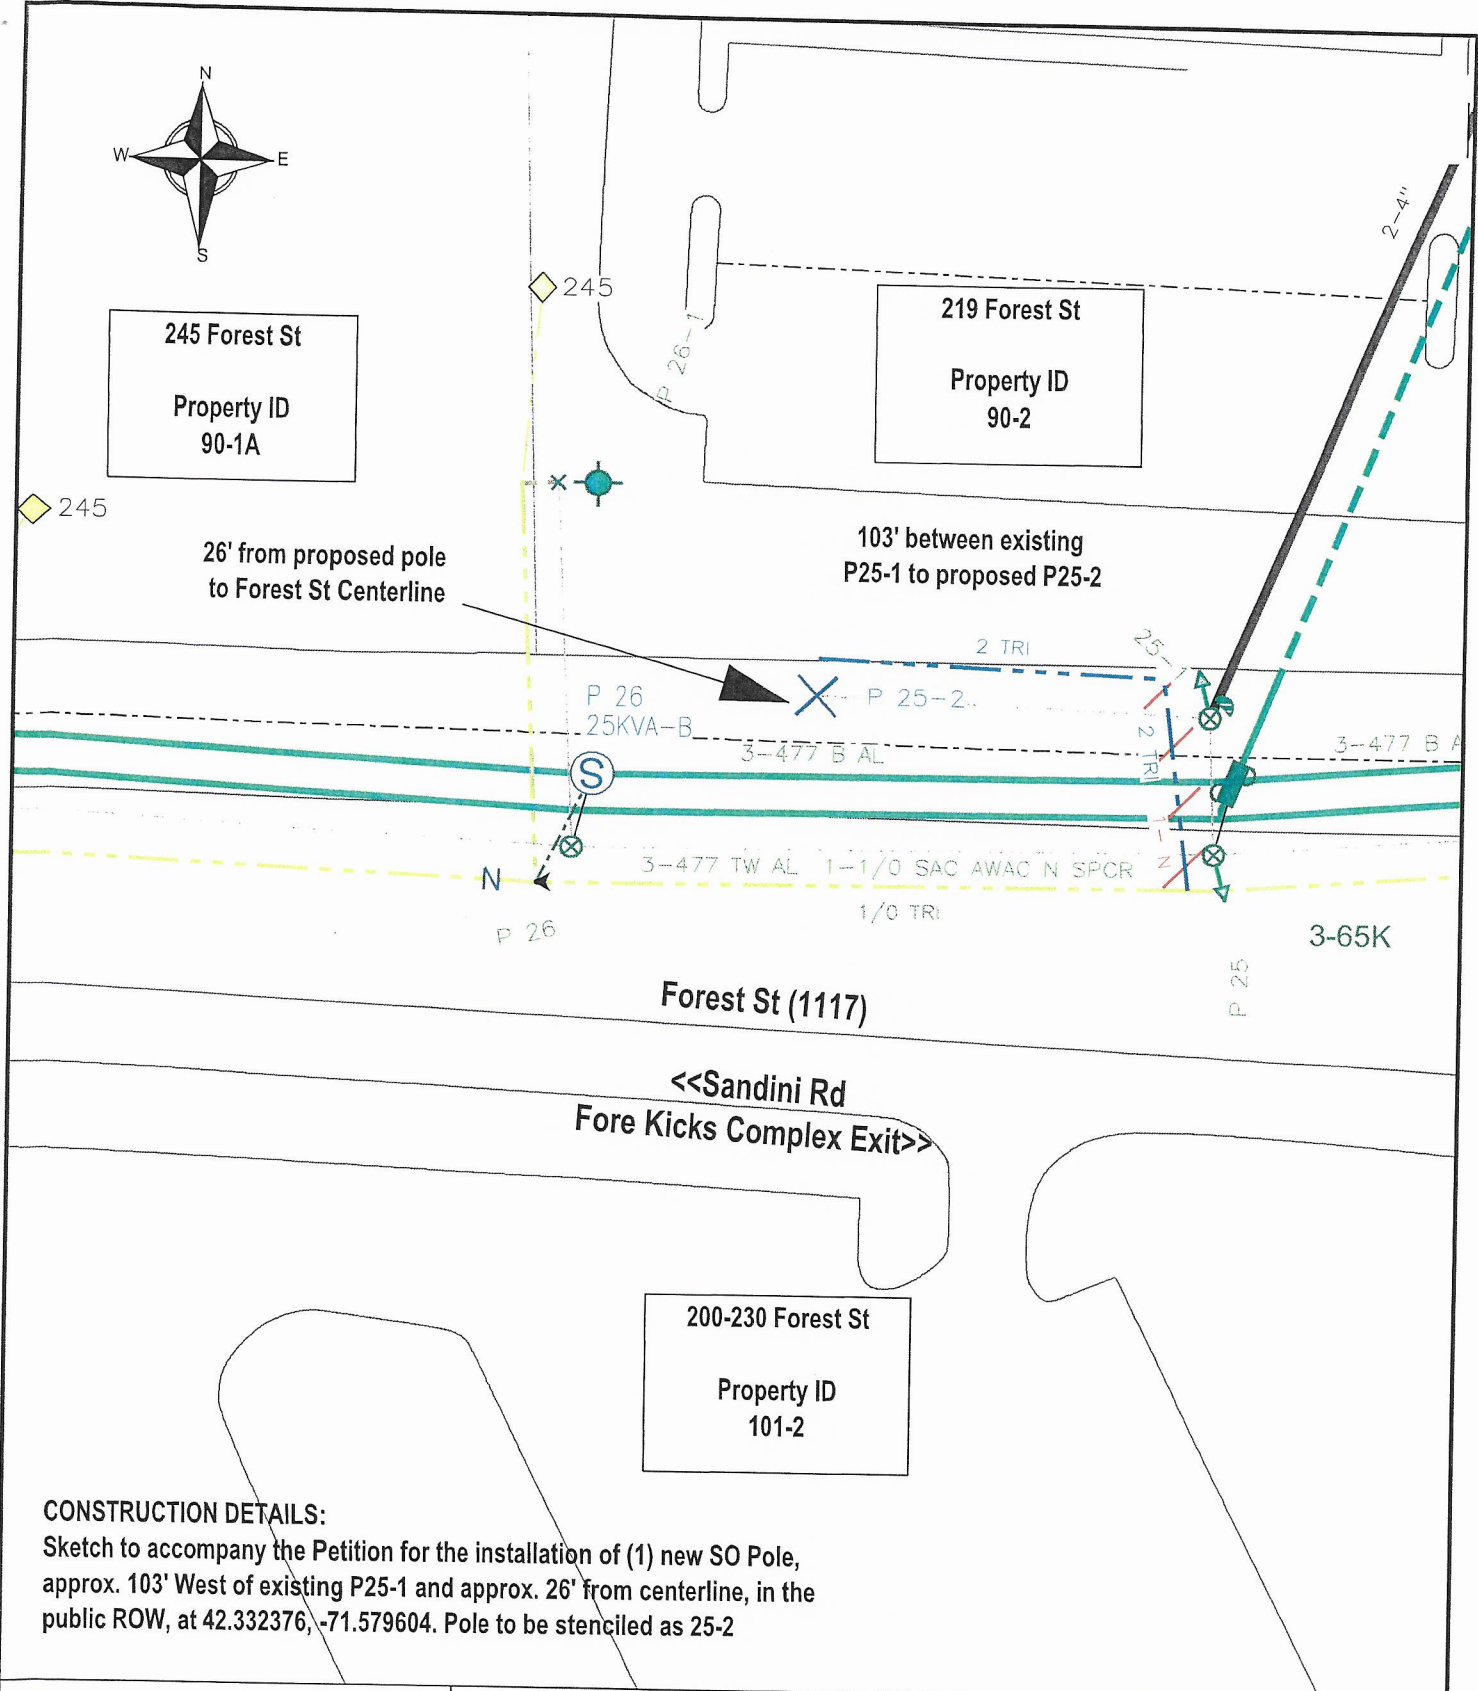 N
W
E
S
2-4"
245
245 Forest St
Property ID
90-1A
219 Forest St
Property ID
90-2
P 26-1
245
26' from proposed pole
to Forest St Centerline
103' between existing
P25-1 to proposed P25-2
2 TRI
25-1
P 26
25KVA-B
P 25-2
2 TRI
3-477 B AL
3-477 B A
S
1-N
N
3-477 TW AL 1-1/0 SAC AWAC N SPCR
1/0 TRI
P 26
3-65K
P 25
Forest St (1117)
<<Sandini Rd
Fore Kicks Complex Exit>>
200-230 Forest St
Property ID
101-2
CONSTRUCTION DETAILS:
Sketch to accompany the Petition for the installation of (1) new SO Pole,
approx. 103' West of existing P25-1 and approx. 26' from centerline, in the
public ROW, at 42.332376, -71.579604. Pole to be stenciled as 25-2